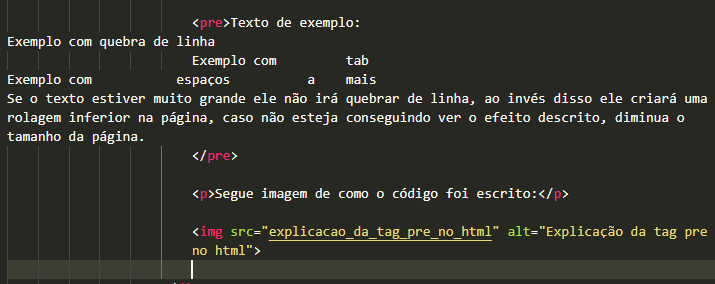 <pre>Texto de exemplo:
Exemplo com quebra de linha
Exemplo com tab
Exemplo com espaços a mais
Se o texto estiver muito grande ele não irá quebrar de linha, ao invés disso ele criará uma
rolagem inferior na página, caso não esteja conseguindo ver o efeito descrito, diminua o
tamanho da página.
</pre>
<p>Segue imagem de como o código foi escrito:</p>
<img src="explicacao_da_tag_pre_no_html" alt="Explicação da tag pre
no html">